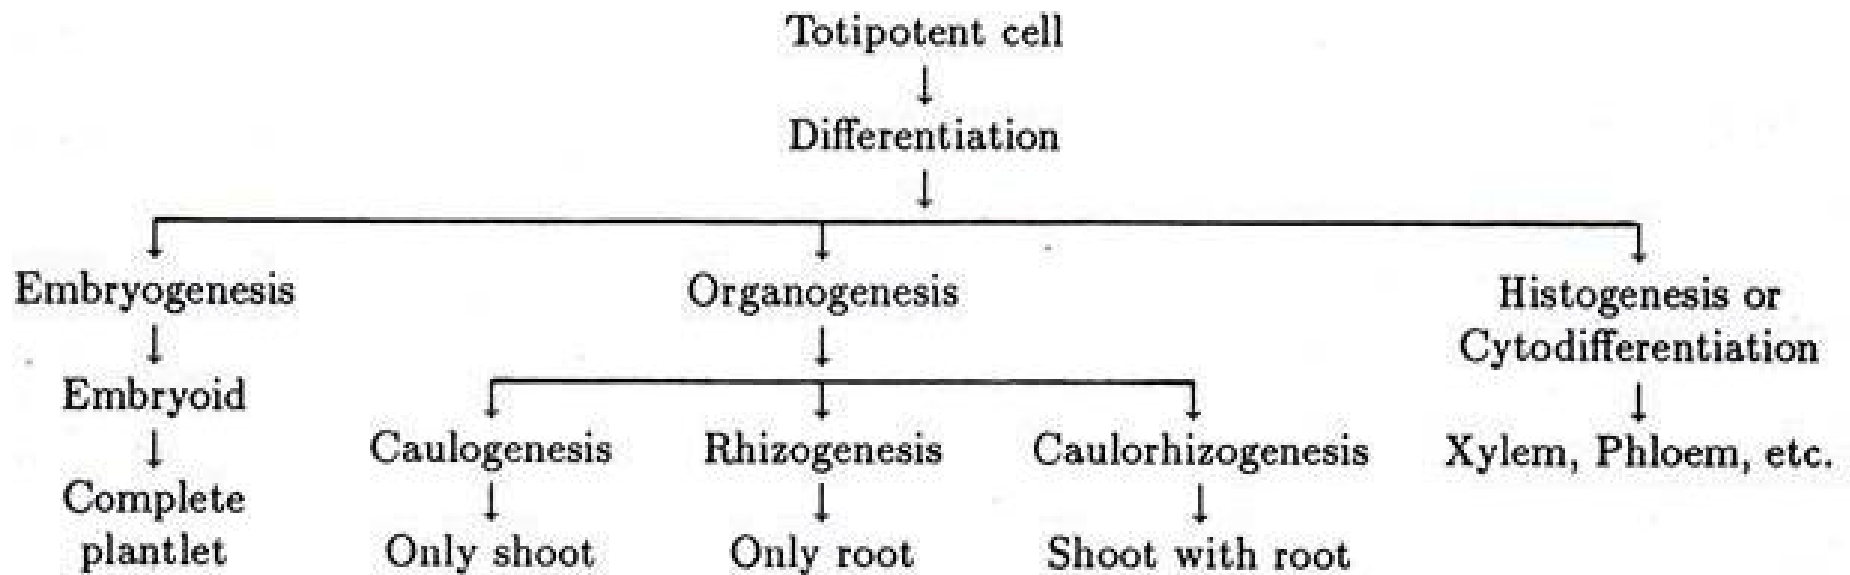 Totipotent cell
Differentiation
Embryogenesis
Organogenesis
Histogenesis or
Cytodifferentiation
Embryoid
Caulogenesis
Rhizogenesis
Caulorhizogenesis
Xylem, Phloem, etc.
Complete
plantlet
Only shoot
Only root
Shoot with root